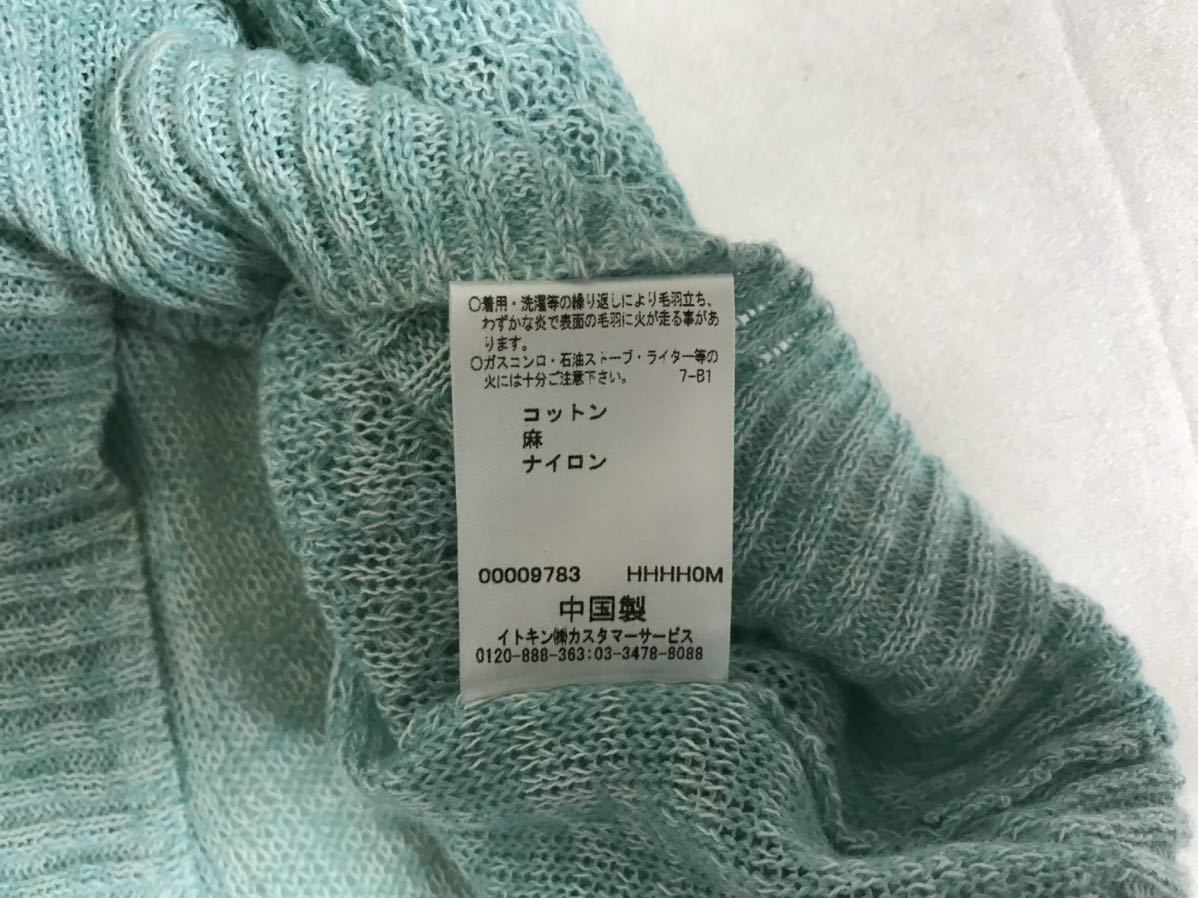 ○着用・洗濯等の繰り返しにより毛羽立ち、
わずかな炎で表面の毛羽に火が走る事があ
ります。
○ガスコンロ・石油ストーブ・ライター等の
火には十分ご注意下さい。 7-B1
コットン
麻
ナイロン
00009783 HHHH0M
中国製
イトキン㈱カスタマーサービス
0120-888-363:03-3478-8088